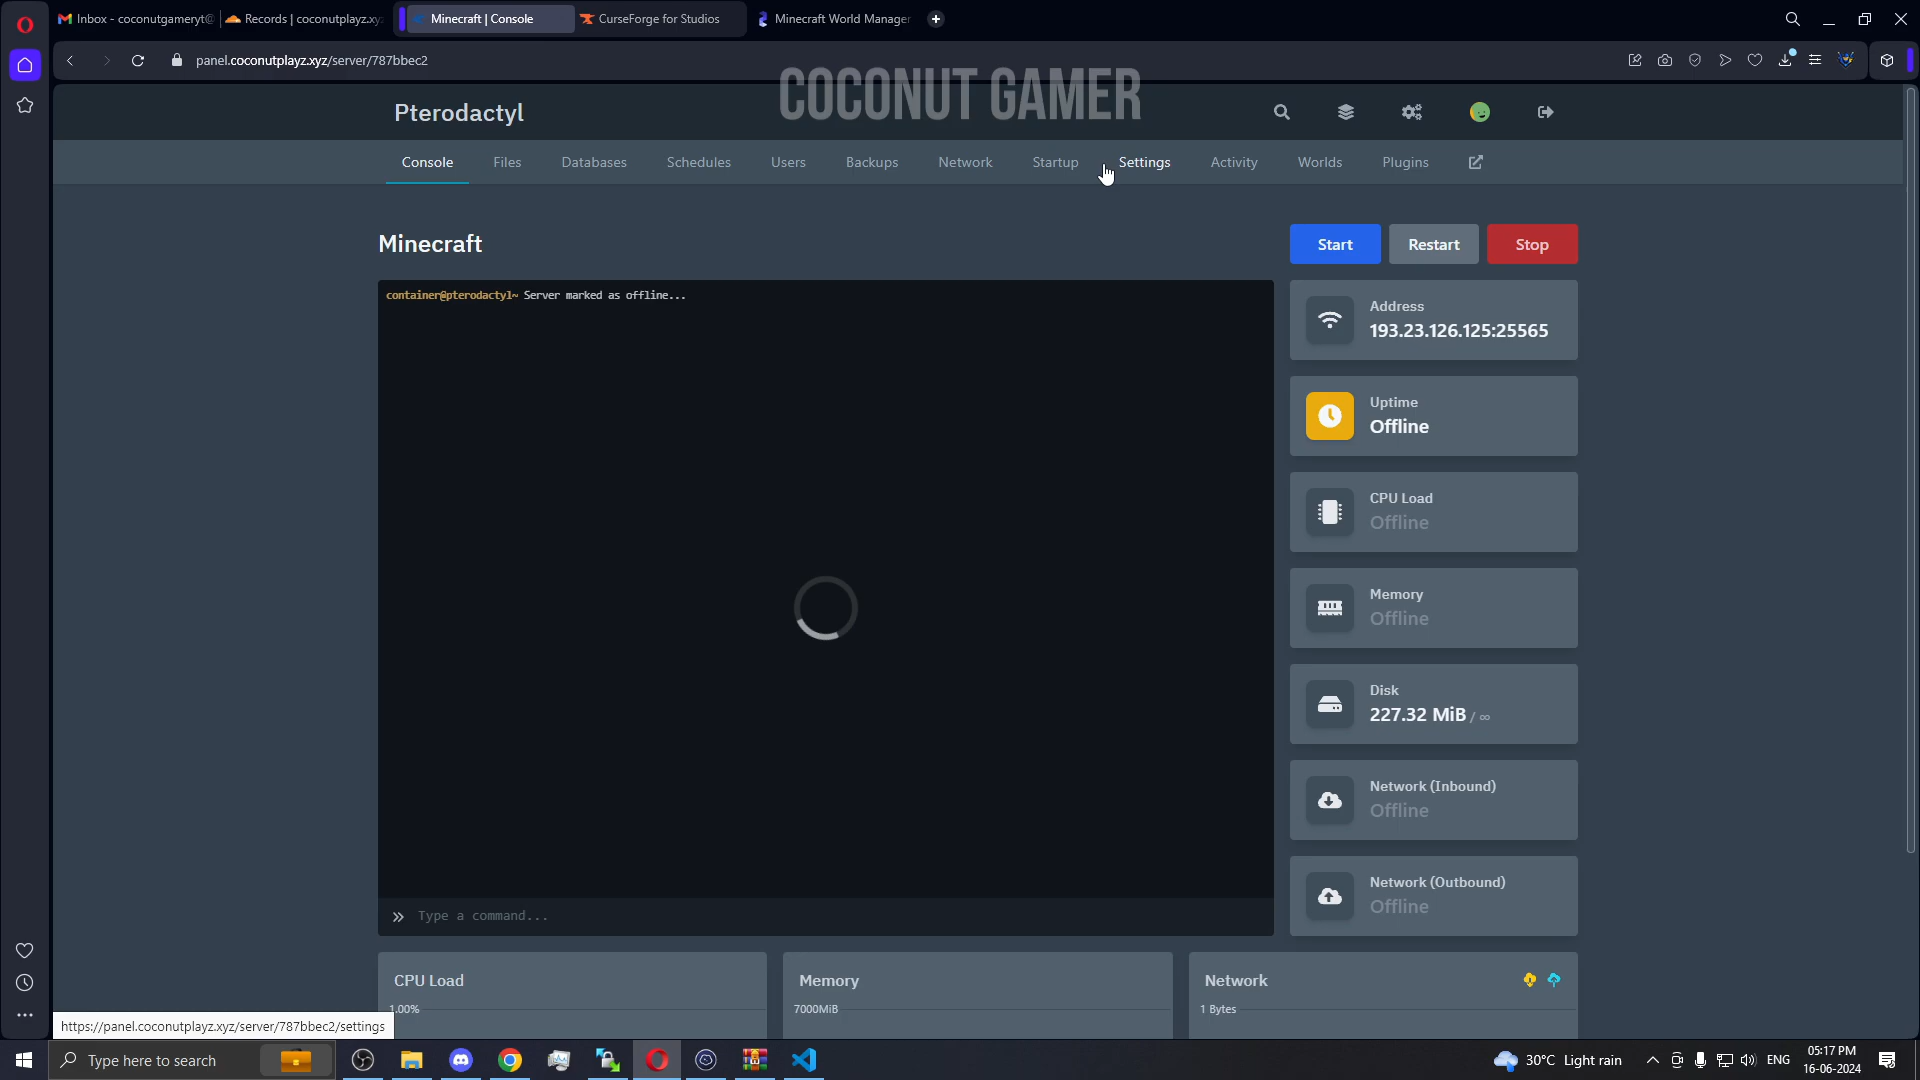 Inbox - coconutgameryt@
Records | coconutplayz.xy
Minecraft | Console
CurseForge for Studios
Minecraft World Manager
panel.coconutplayz.xyz/server/787bbec2
COCONUT GAMER
Pterodactyl
Console
Files
Databases
Schedules
Users
Backups
Network
Startup
Settings
Activity
Worlds
Plugins
Minecraft
Start
Restart
Stop
container@pterodactyl~ Server marked as offline...
Address
193.23.126.125:25565
Uptime
Offline
CPU Load
Offline
Memory
Offline
Disk
227.32 MiB / ∞
Network (Inbound)
Offline
Network (Outbound)
Offline
Type a command...
CPU Load
1.00%
Memory
7000MiB
Network
1 Bytes
https://panel.coconutplayz.xyz/server/787bbec2/settings
Type here to search
30°C Light rain
ENG
05:17 PM
16-06-2024